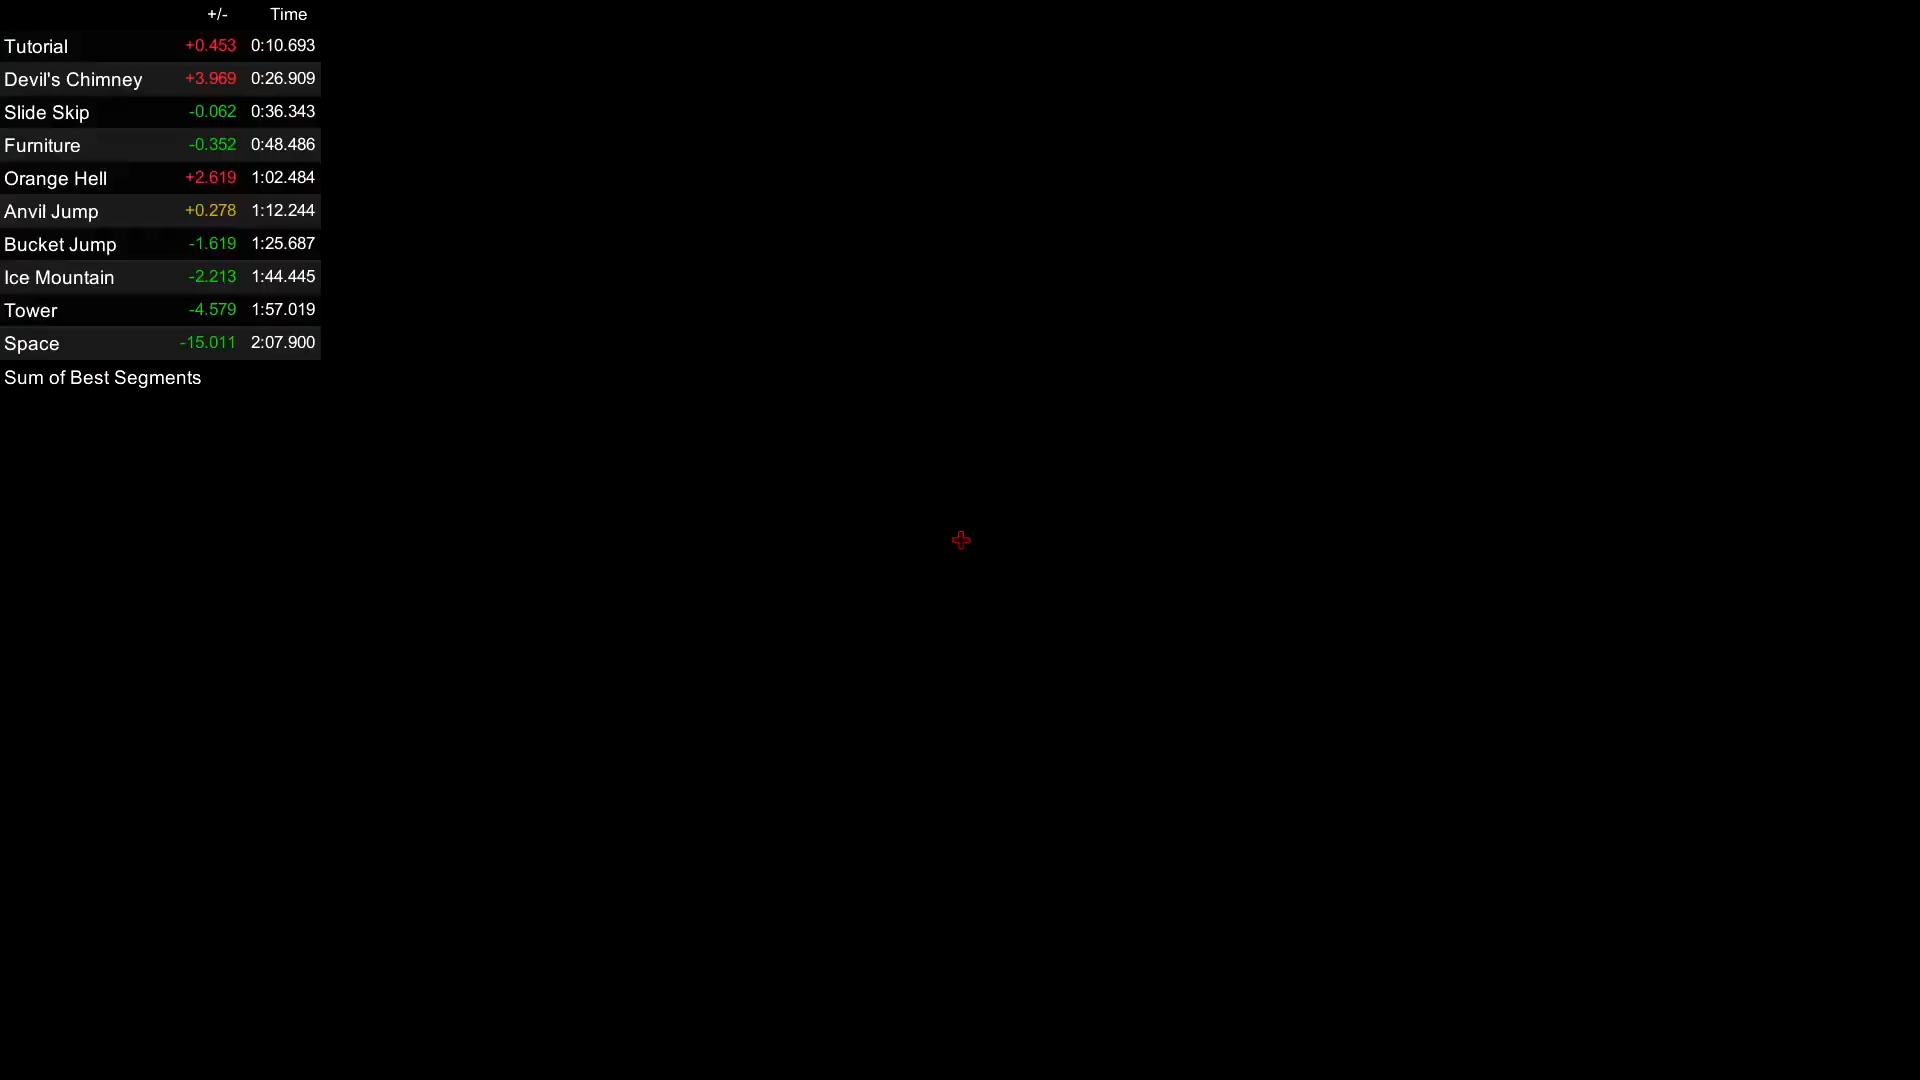 +/- Time
Tutorial +0.453 0:10.693
Devil's Chimney +3.969 0:26.909
Slide Skip -0.062 0:36.343
Furniture -0.352 0:48.486
Orange Hell +2.619 1:02.484
Anvil Jump +0.278 1:12.244
Bucket Jump -1.619 1:25.687
Ice Mountain -2.213 1:44.445
Tower -4.579 1:57.019
Space -15.011 2:07.900
Sum of Best Segments